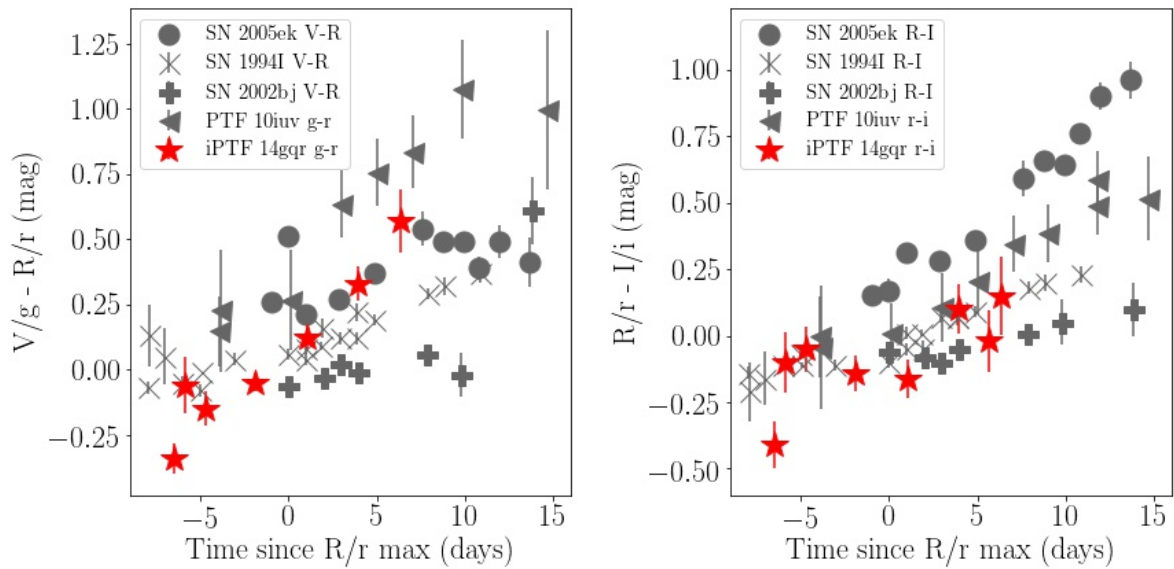 SN 2005ek V-R
SN 1994I V-R
SN 2002bj V-R
PTF 10iuv g-r
iPTF 14gqr g-r
1.25
1.00
0.75
0.50
0.25
0.00
−0.25
V/g - R/r (mag)
−5
0
5
10
15
Time since R/r max (days)
SN 2005ek R-I
SN 1994I R-I
SN 2002bj R-I
PTF 10iuv r-i
iPTF 14gqr r-i
1.00
0.75
0.50
0.25
0.00
−0.25
−0.50
R/r - I/i (mag)
−5
0
5
10
15
Time since R/r max (days)